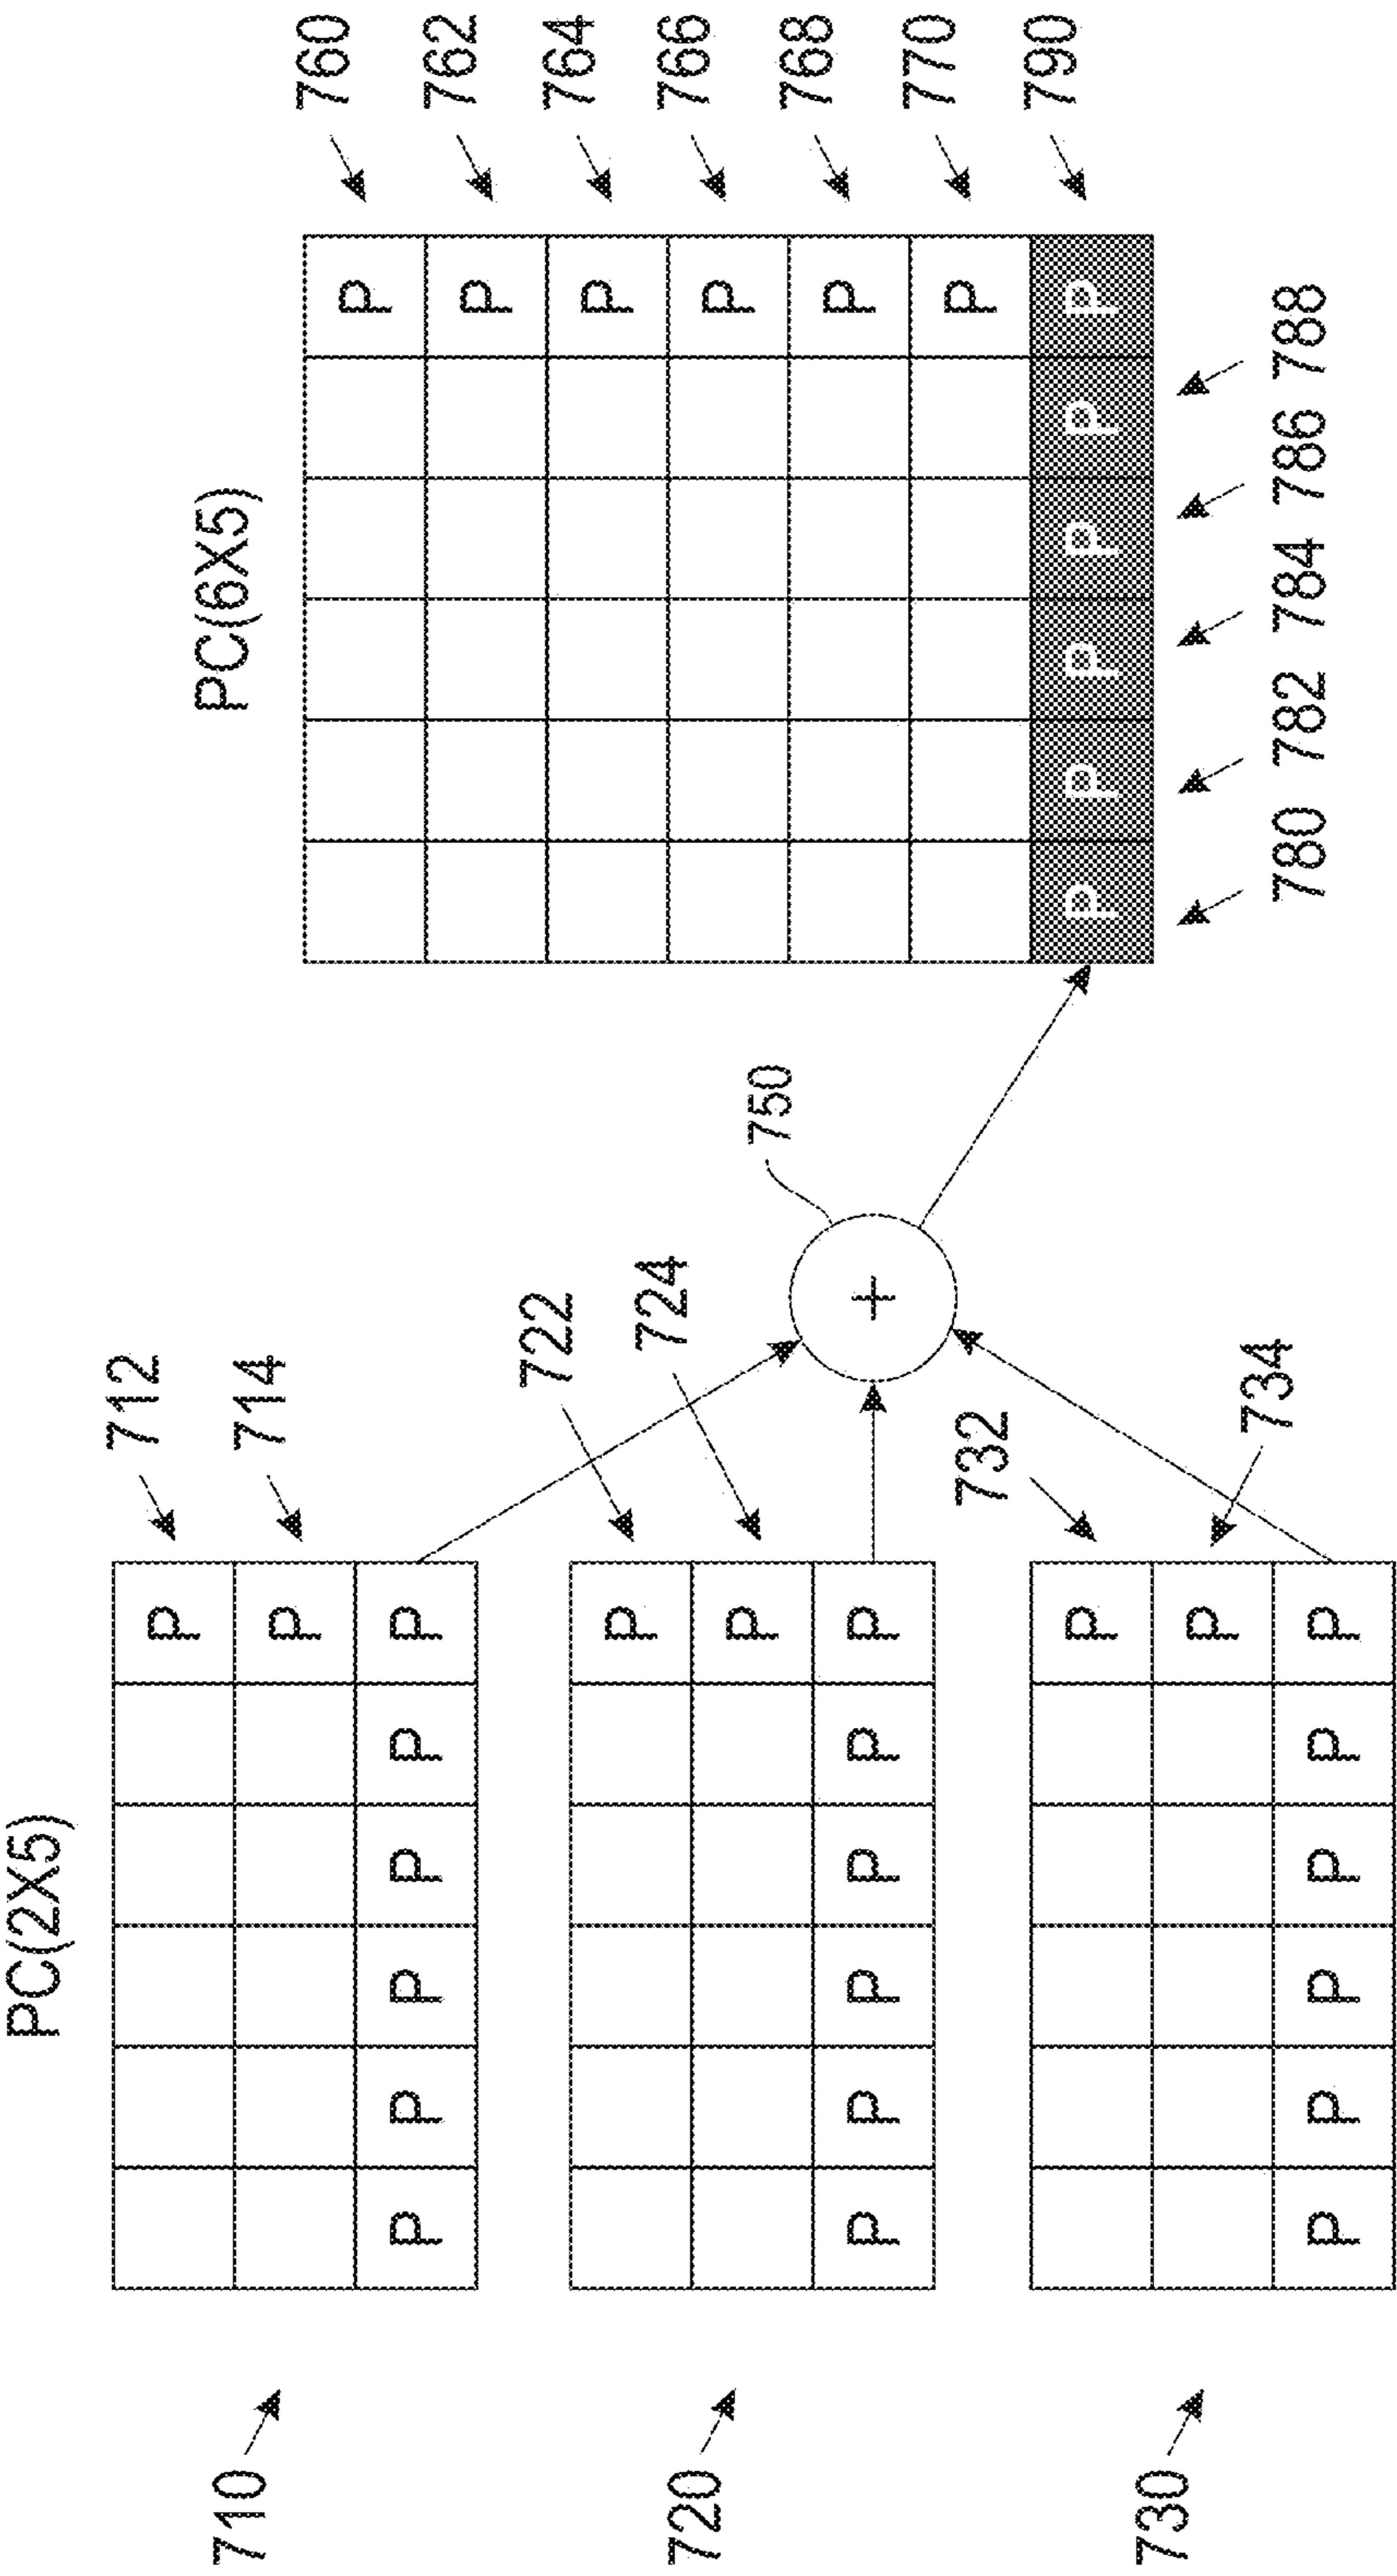 PC(2X5)
710
P 712
P 714
P P P P P P
720
P 722
P 724
P P P P P P
730
P 732
P 734
P P P P P P
750
+
PC(6X5)
P 760
P 762
P 764
P 766
P 768
P 770
P P P P P P 790
780 782 784 786 788